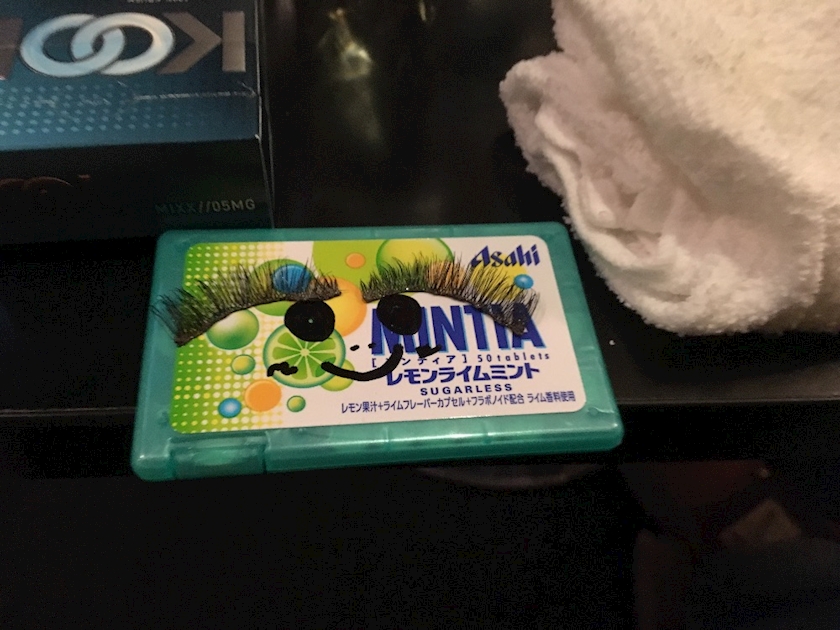 MIXX//05MG
Asahi
MINTIA
[ミンティア] 50tablets
レモンライムミント
SUGARLESS
レモン果汁+ライムフレーバーカプセル+フラボノイド配合 ライム香料使用